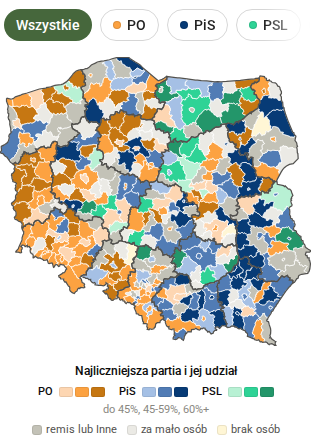 Wszystkie PO PiS PSL
Najliczniejsza partia i jej udział
PO PiS PSL
do 45%, 45-59%, 60%+
remis lub Inne za mało osób brak osób